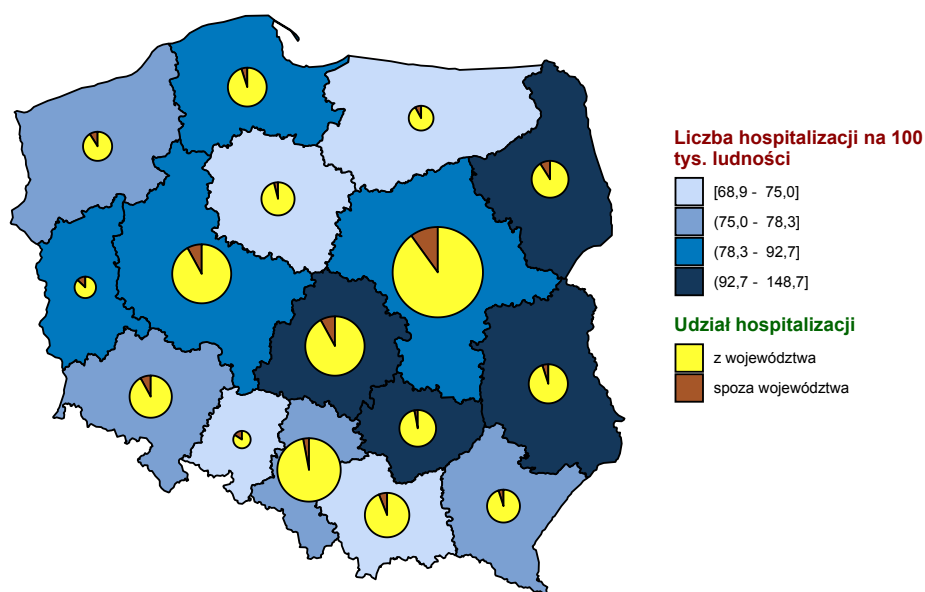 Liczba hospitalizacji na 100
tys. ludności
[68,9 - 75,0]
(75,0 - 78,3]
(78,3 - 92,7]
(92,7 - 148,7]
Udział hospitalizacji
z województwa
spoza województwa